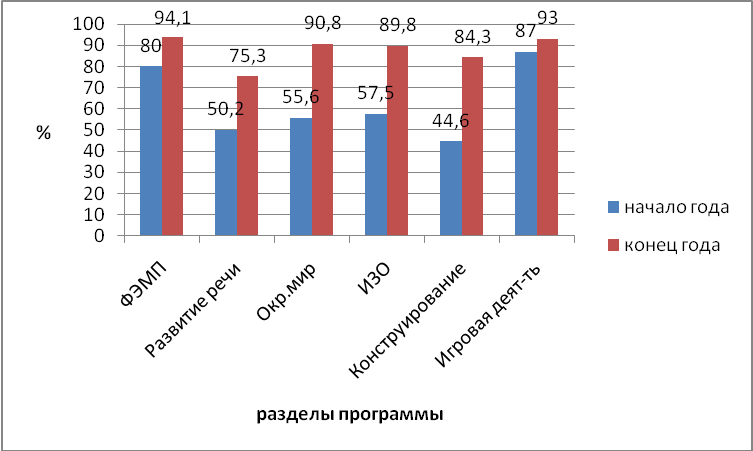 100
90
80
70
60
50
40
30
20
10
0
%
80
94,1
50,2
75,3
55,6
90,8
57,5
89,8
44,6
84,3
87
93
ФЭМП
Развитие речи
Окр.мир
ИЗО
Конструирование
Игровая деят-ть
разделы программы
начало года
конец года